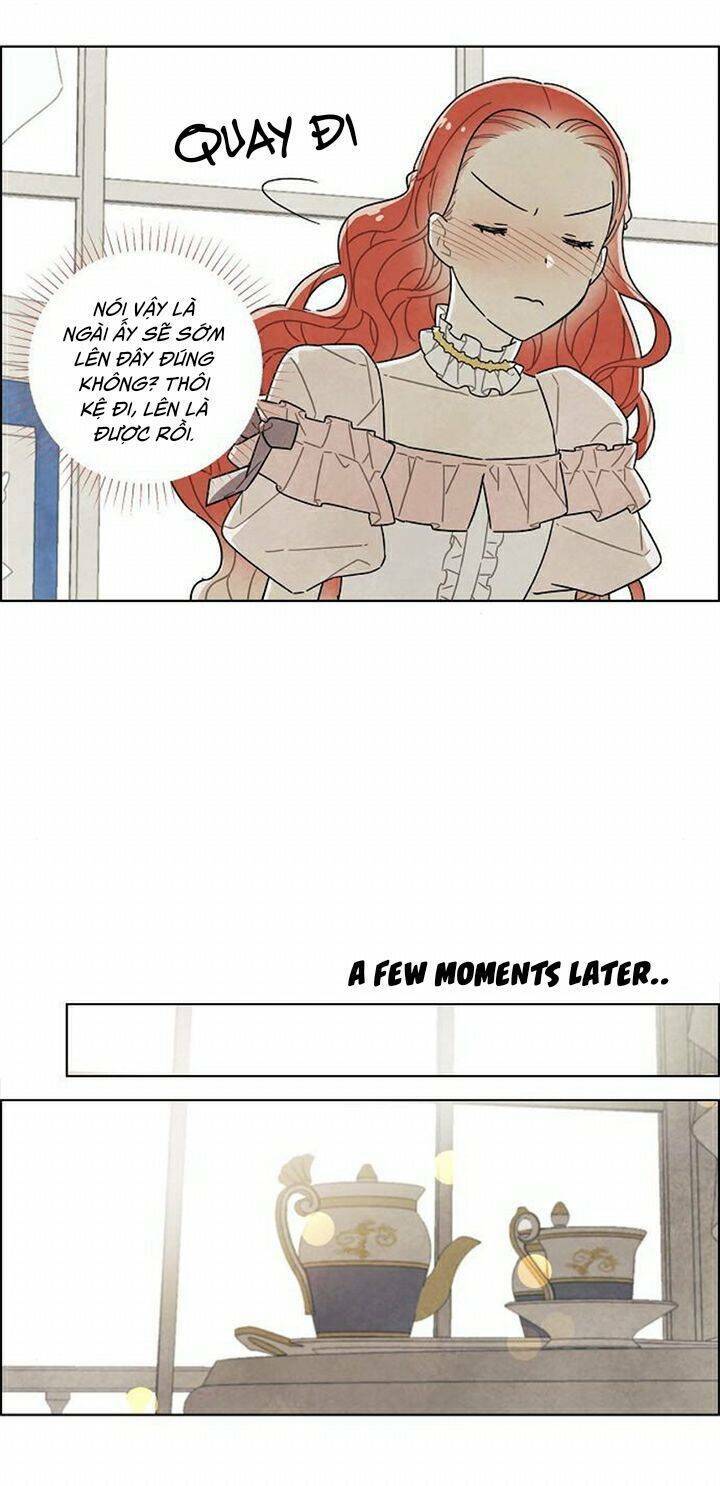 QUAY ĐI
NÓI VẬY LÀ
NGÀI ẤY SẼ SỚM
LÊN ĐÂY ĐÚNG
KHÔNG? THÔI
KỆ ĐI, LÊN LÀ
ĐƯỢC RỒI.
A FEW MOMENTS LATER..